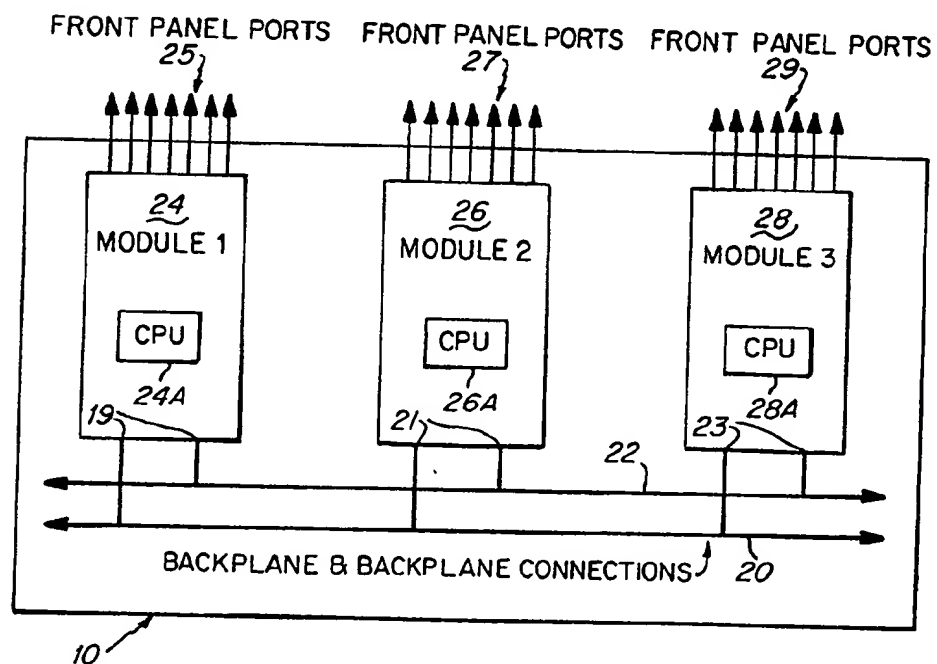 FRONT PANEL PORTS
25
FRONT PANEL PORTS
27
FRONT PANEL PORTS
29
24
MODULE 1
26
MODULE 2
28
MODULE 3
CPU
CPU
CPU
24A
26A
28A
19
21
23
22
BACKPLANE & BACKPLANE CONNECTIONS
20
10